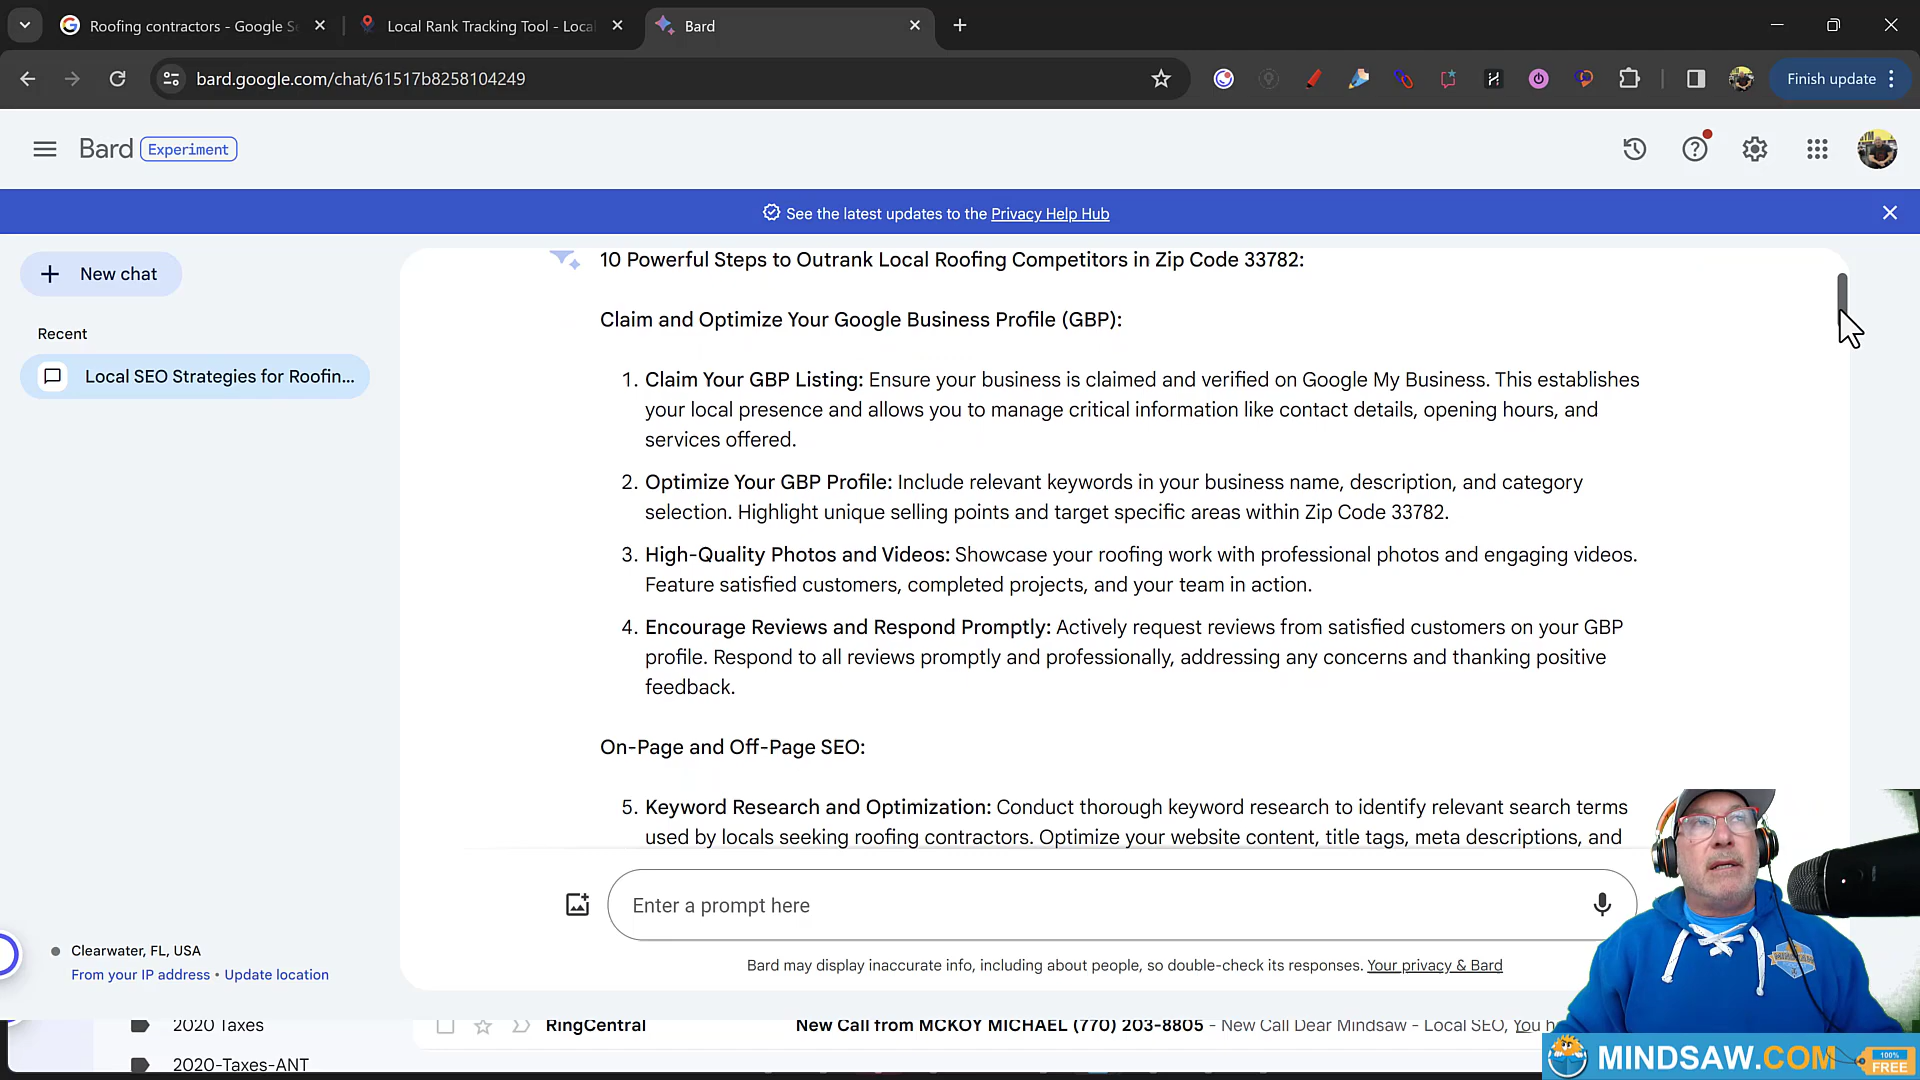 Roofing contractors - Google Se
Local Rank Tracking Tool - Loca
Bard
bard.google.com/chat/61517b8258104249
Finish update
Bard Experiment
See the latest updates to the Privacy Help Hub
New chat
Recent
Local SEO Strategies for Roofin...
10 Powerful Steps to Outrank Local Roofing Competitors in Zip Code 33782:
Claim and Optimize Your Google Business Profile (GBP):
1. Claim Your GBP Listing: Ensure your business is claimed and verified on Google My Business. This establishes
your local presence and allows you to manage critical information like contact details, opening hours, and
services offered.
2. Optimize Your GBP Profile: Include relevant keywords in your business name, description, and category
selection. Highlight unique selling points and target specific areas within Zip Code 33782.
3. High-Quality Photos and Videos: Showcase your roofing work with professional photos and engaging videos.
Feature satisfied customers, completed projects, and your team in action.
4. Encourage Reviews and Respond Promptly: Actively request reviews from satisfied customers on your GBP
profile. Respond to all reviews promptly and professionally, addressing any concerns and thanking positive
feedback.
On-Page and Off-Page SEO:
5. Keyword Research and Optimization: Conduct thorough keyword research to identify relevant search terms
used by locals seeking roofing contractors. Optimize your website content, title tags, meta descriptions, and
Enter a prompt here
Clearwater, FL, USA
From your IP address • Update location
Bard may display inaccurate info, including about people, so double-check its responses. Your privacy & Bard
2020 Taxes
RingCentral
New Call from MCKOY MICHAEL (770) 203-8805 - New Call Dear Mindsaw - Local SEO, You h
2020-Taxes-ANT
MINDSAW.COM
100%
FREE